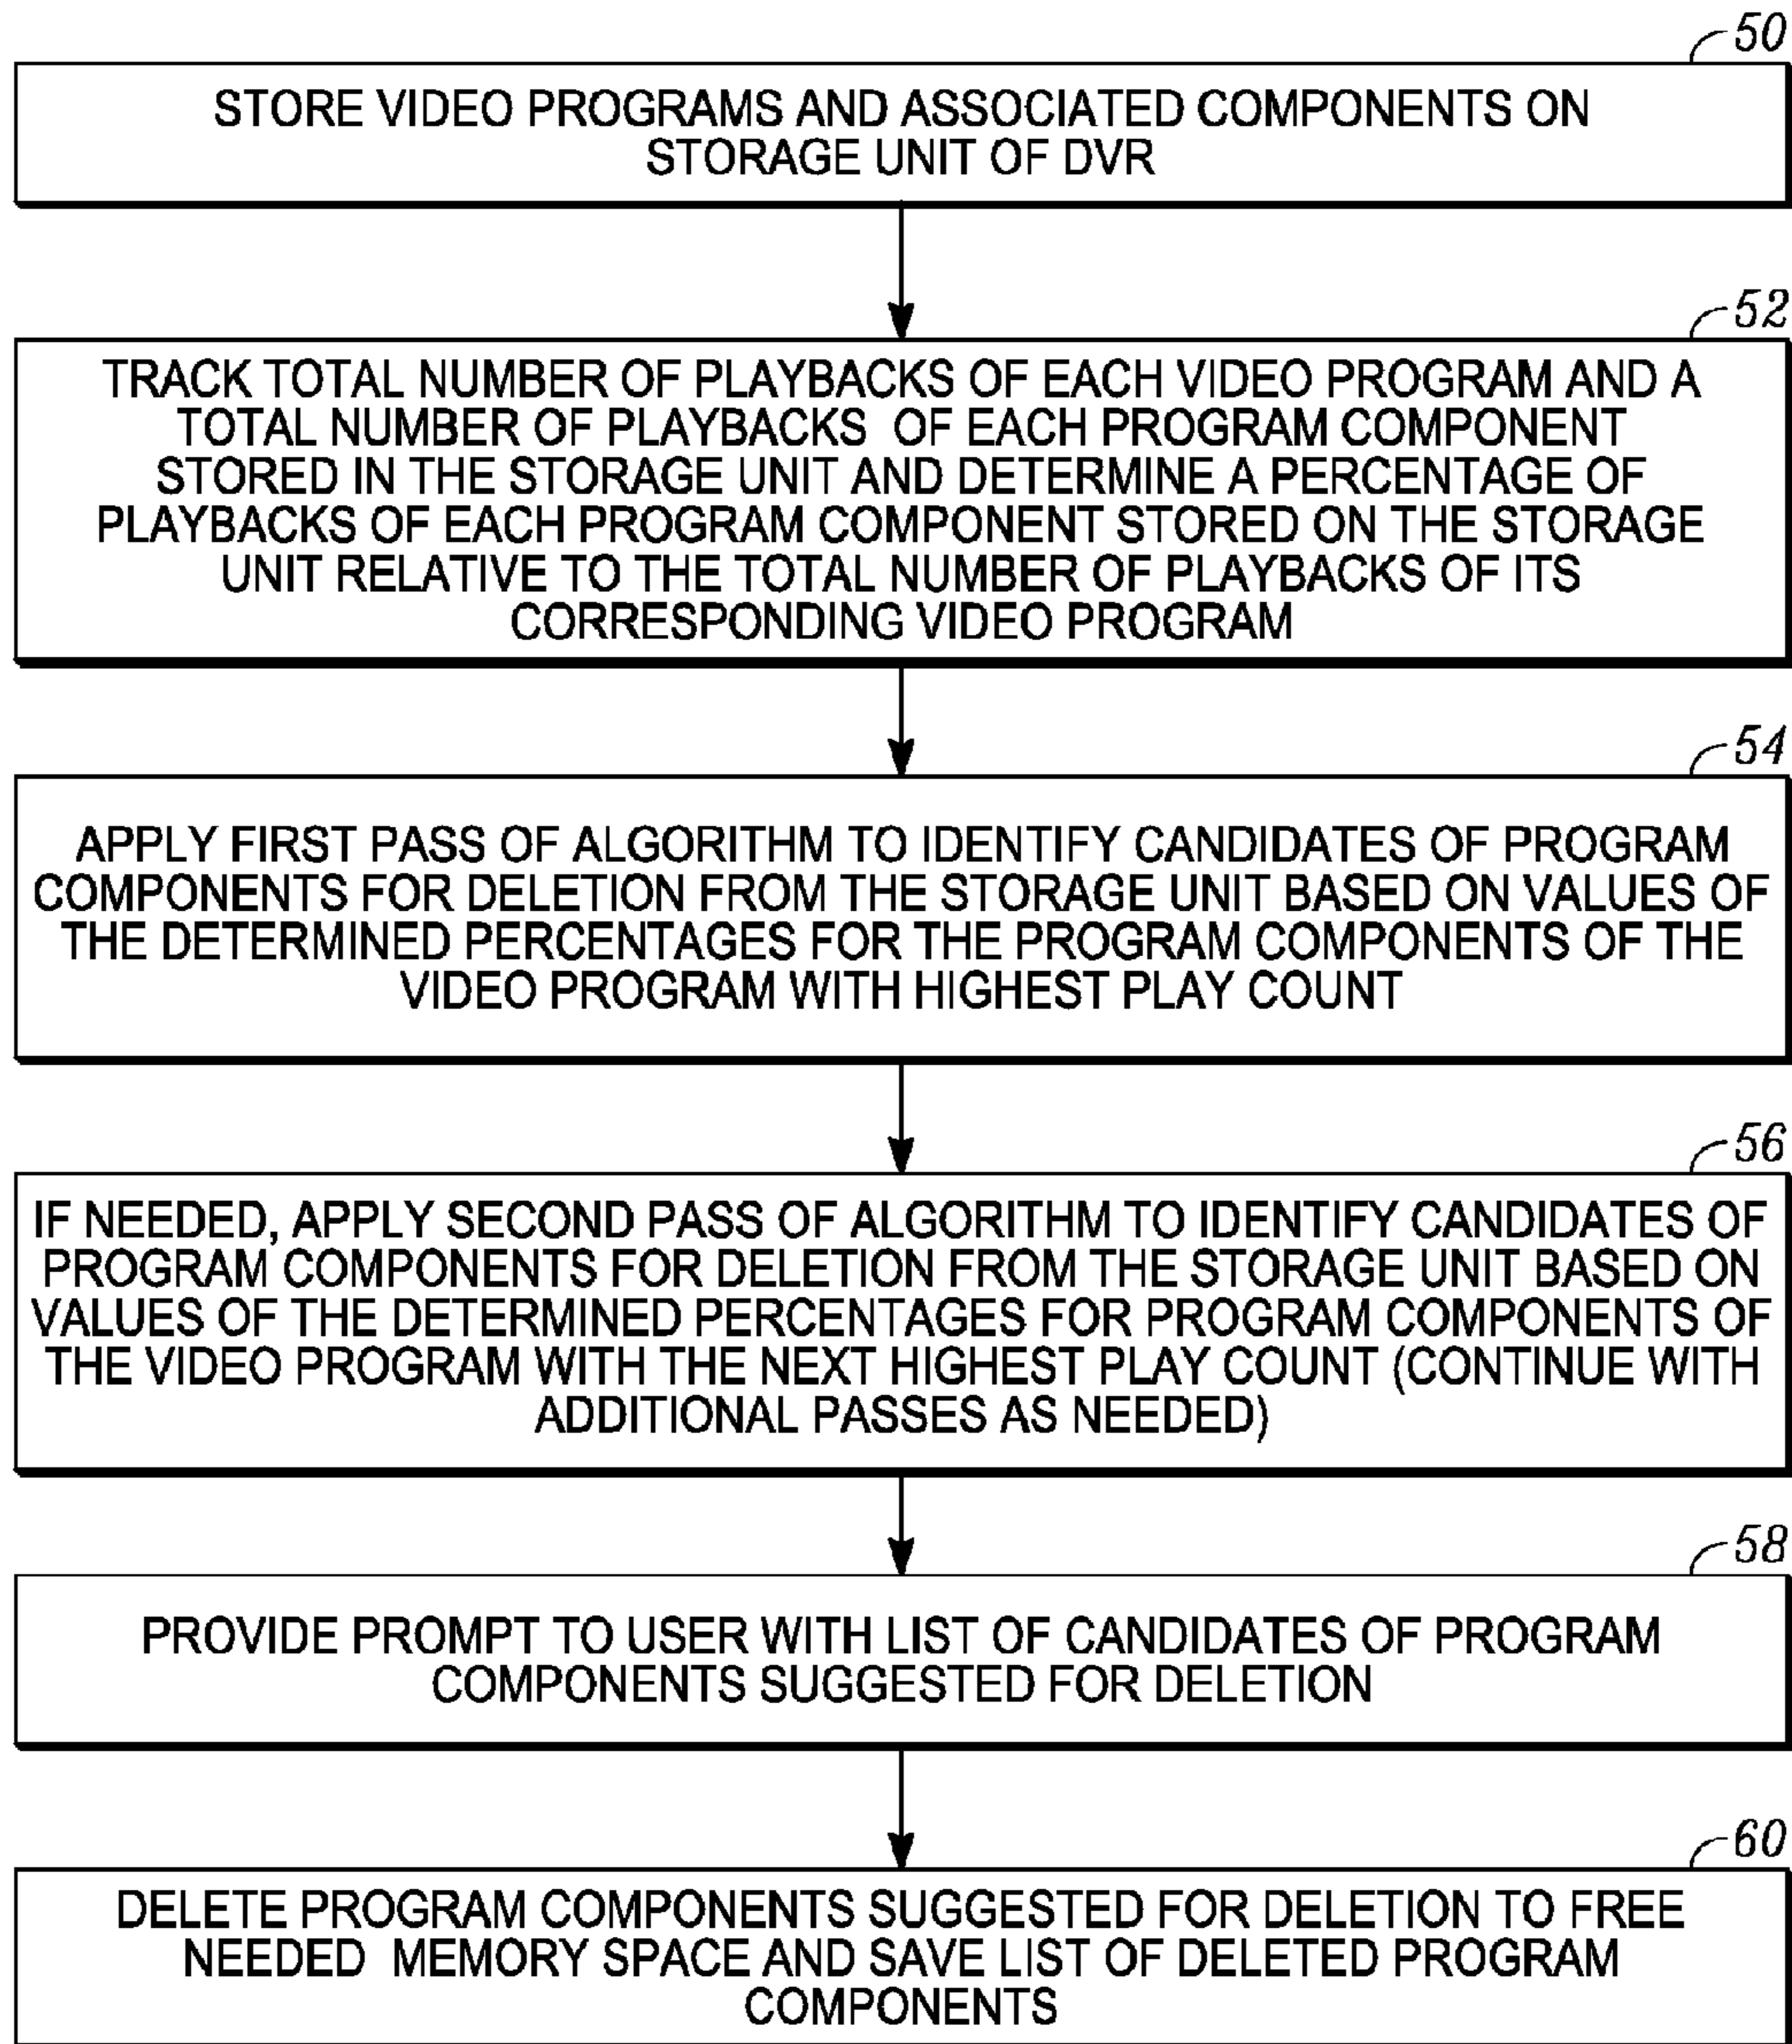 50
STORE VIDEO PROGRAMS AND ASSOCIATED COMPONENTS ON
STORAGE UNIT OF DVR
52
TRACK TOTAL NUMBER OF PLAYBACKS OF EACH VIDEO PROGRAM AND A
TOTAL NUMBER OF PLAYBACKS OF EACH PROGRAM COMPONENT
STORED IN THE STORAGE UNIT AND DETERMINE A PERCENTAGE OF
PLAYBACKS OF EACH PROGRAM COMPONENT STORED ON THE STORAGE
UNIT RELATIVE TO THE TOTAL NUMBER OF PLAYBACKS OF ITS
CORRESPONDING VIDEO PROGRAM
54
APPLY FIRST PASS OF ALGORITHM TO IDENTIFY CANDIDATES OF PROGRAM
COMPONENTS FOR DELETION FROM THE STORAGE UNIT BASED ON VALUES OF
THE DETERMINED PERCENTAGES FOR THE PROGRAM COMPONENTS OF THE
VIDEO PROGRAM WITH HIGHEST PLAY COUNT
56
IF NEEDED, APPLY SECOND PASS OF ALGORITHM TO IDENTIFY CANDIDATES OF
PROGRAM COMPONENTS FOR DELETION FROM THE STORAGE UNIT BASED ON
VALUES OF THE DETERMINED PERCENTAGES FOR PROGRAM COMPONENTS OF
THE VIDEO PROGRAM WITH THE NEXT HIGHEST PLAY COUNT (CONTINUE WITH
ADDITIONAL PASSES AS NEEDED)
58
PROVIDE PROMPT TO USER WITH LIST OF CANDIDATES OF PROGRAM
COMPONENTS SUGGESTED FOR DELETION
60
DELETE PROGRAM COMPONENTS SUGGESTED FOR DELETION TO FREE
NEEDED MEMORY SPACE AND SAVE LIST OF DELETED PROGRAM
COMPONENTS